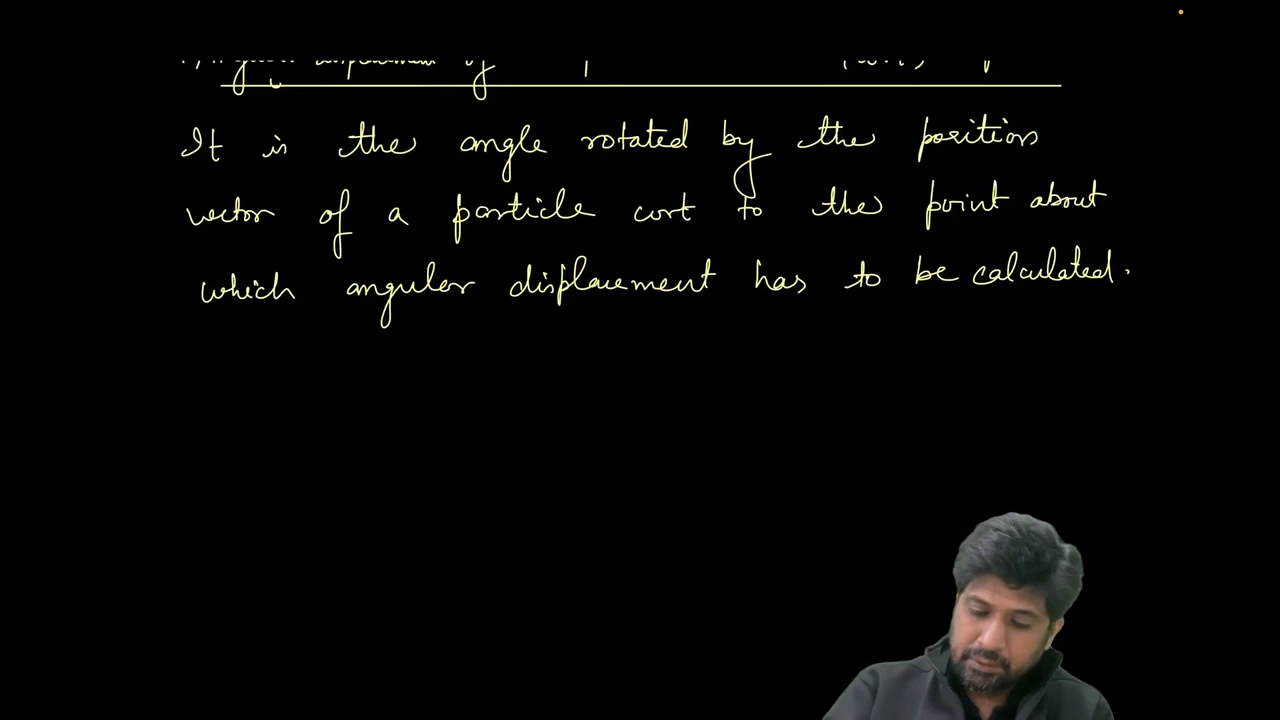 It is the angle rotated by the position
vector of a particle wrt to the point about
which angular displacement has to be calculated.